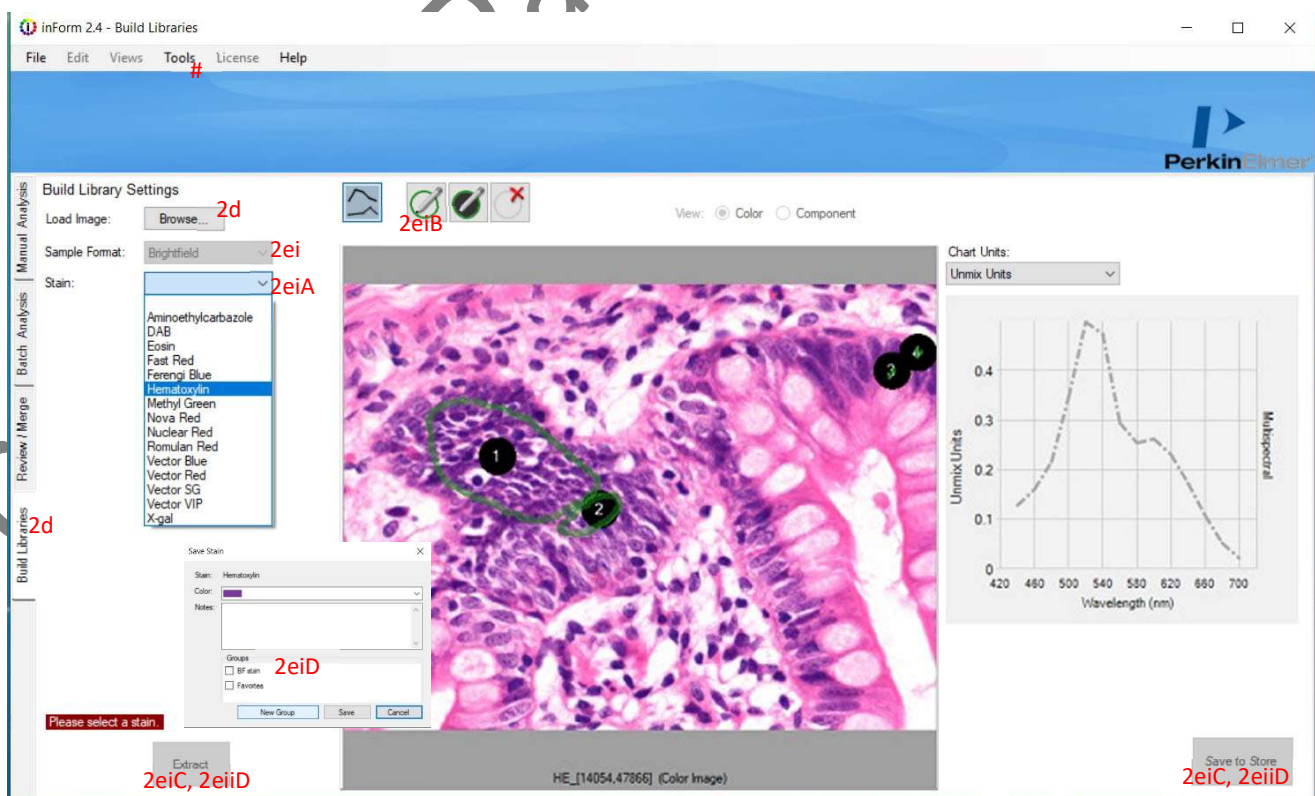 inForm 2.4 - Build Libraries
File Edit Views Tools License Help
#
PerkinElmer
Manual Analysis
Batch Analysis
Review / Merge
Build Libraries
2d
Build Library Settings
Load Image: Browse... 2d
Sample Format: Brightfield 2ei
Stain: 2eiA
Aminoethylcarbazole
DAB
Eosin
Fast Red
Ferengi Blue
Hematoxylin
Methyl Green
Nova Red
Nuclear Red
Romulan Red
Vector Blue
Vector Red
Vector SG
Vector VIP
X-gal
2eiB
View: Color Component
1
2
3
4
HE_[14054,47866] (Color Image)
Save Stain
Stain: Hematoxylin
Color:
Notes:
Groups
BF stain
Favorites
2eiD
New Group Save Cancel
Please select a stain.
Extract
2eiC, 2eiiD
Chart Units:
Unmix Units
0.4
0.3
0.2
0.1
0
Unmix Units
Multispectral
420 460 500 540 580 620 660 700
Wavelength (nm)
Save to Store
2eiC, 2eiiD